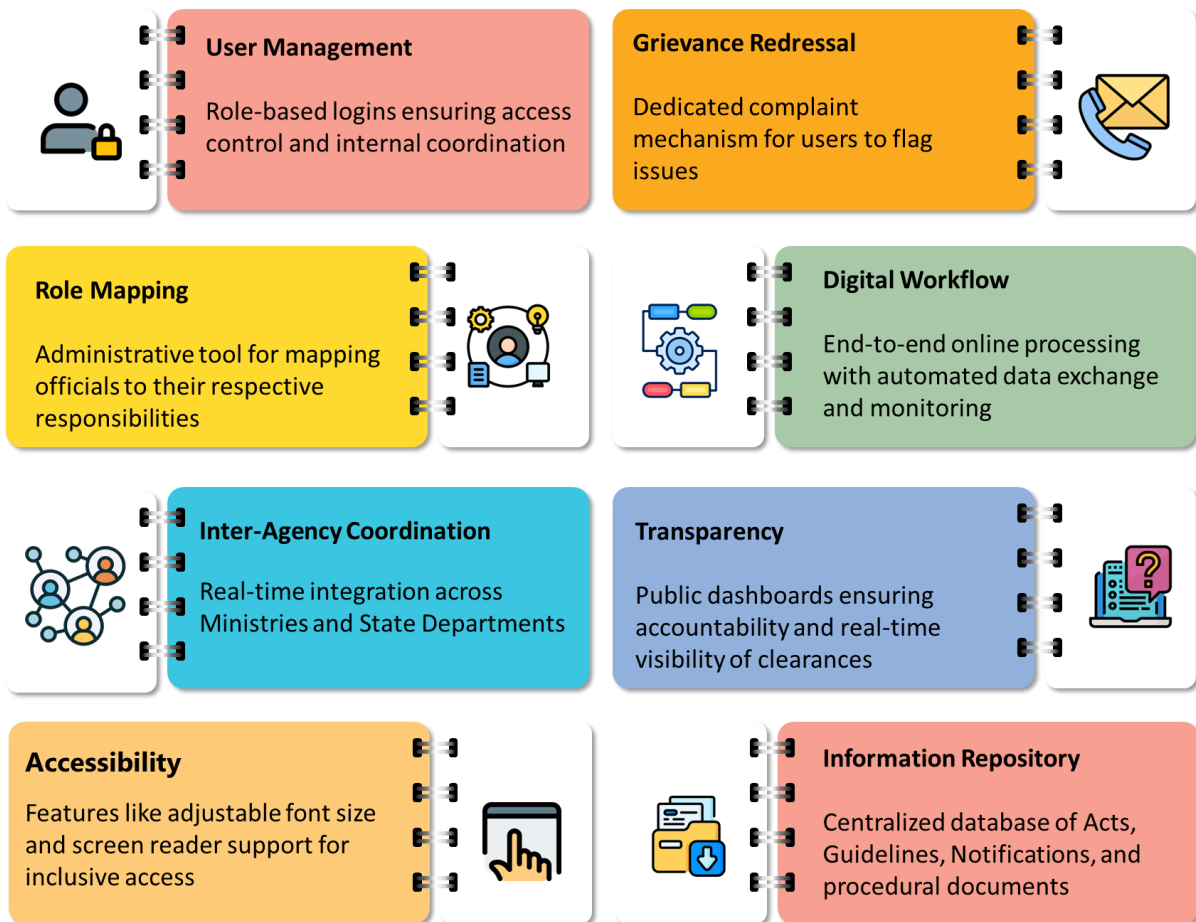 User Management
Role-based logins ensuring access
control and internal coordination
Grievance Redressal
Dedicated complaint
mechanism for users to flag
issues
Role Mapping
Administrative tool for mapping
officials to their respective
responsibilities
Digital Workflow
End-to-end online processing
with automated data exchange
and monitoring
Inter-Agency Coordination
Real-time integration across
Ministries and State Departments
Transparency
Public dashboards ensuring
accountability and real-time
visibility of clearances
Accessibility
Features like adjustable font size
and screen reader support for
inclusive access
Information Repository
Centralized database of Acts,
Guidelines, Notifications, and
procedural documents